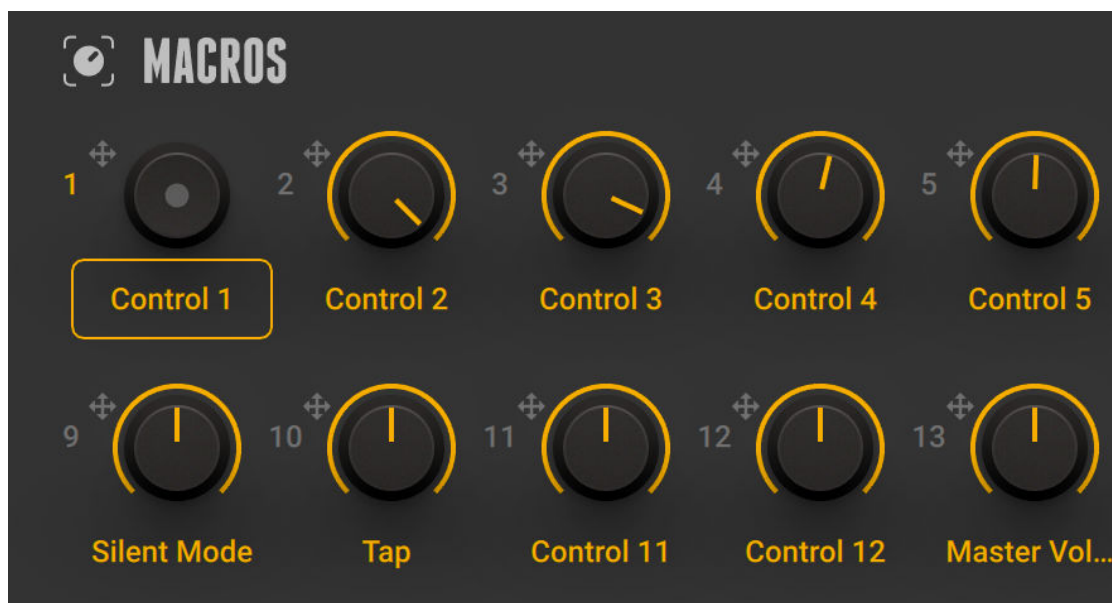 MACROS
1 2 3 4 5
Control 1 Control 2 Control 3 Control 4 Control 5
9 10 11 12 13
Silent Mode Tap Control 11 Control 12 Master Vol...